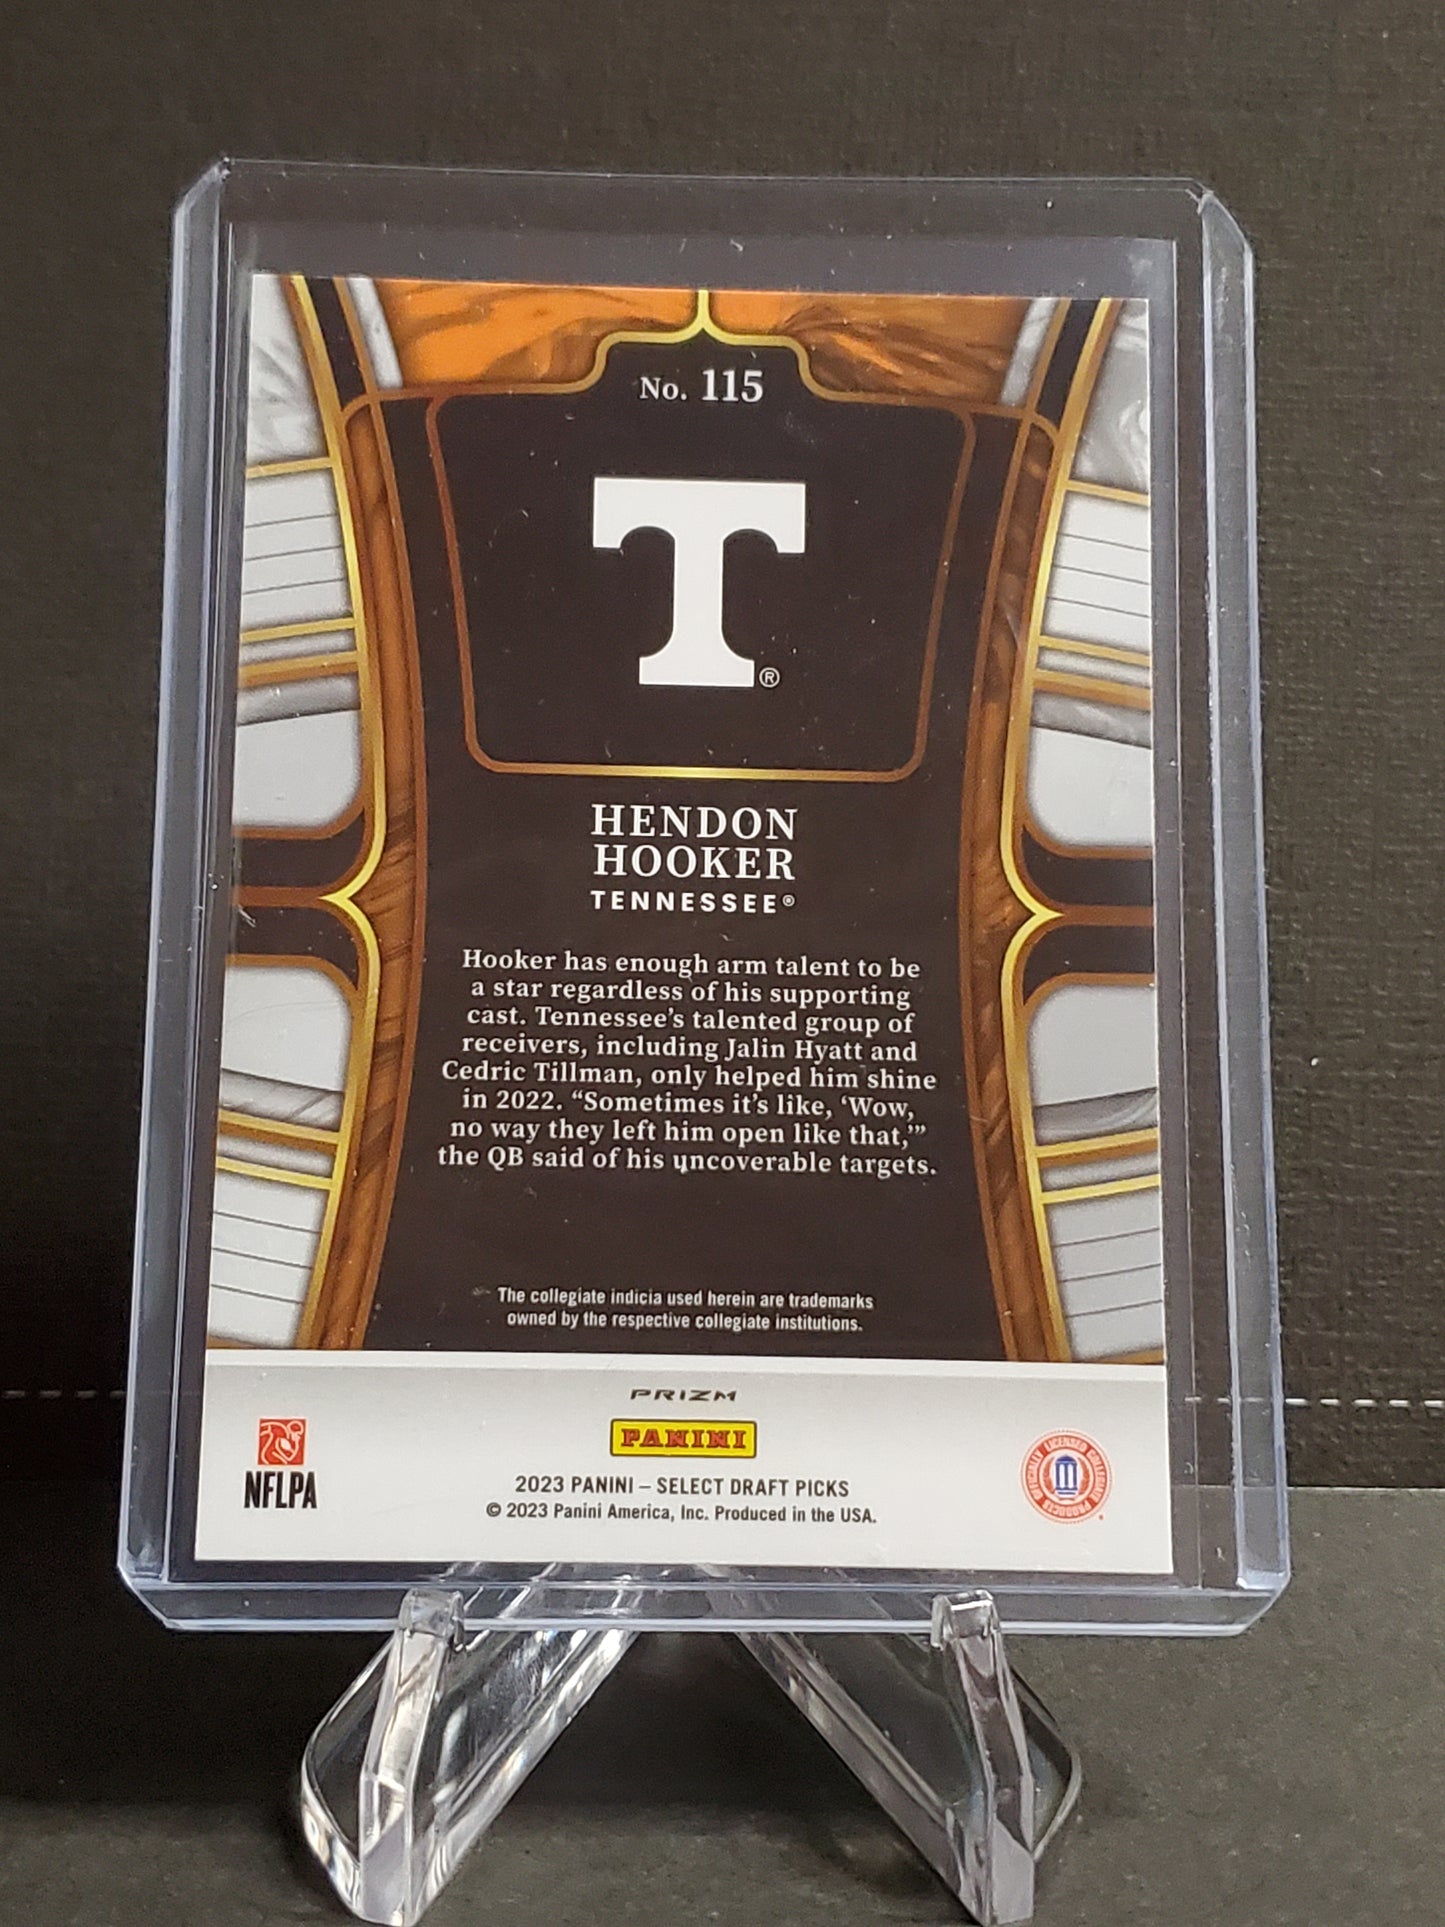 No. 115
T®
HENDON
HOOKER
TENNESSEE®
Hooker has enough arm talent to be
a star regardless of his supporting
cast. Tennessee's talented group of
receivers, including Jalin Hyatt and
Cedric Tillman, only helped him shine
in 2022. “Sometimes it's like, ‘Wow,
no way they left him open like that,’”
the QB said of his uncoverable targets.
The collegiate indicia used herein are trademarks
owned by the respective collegiate institutions.
PRIZM
PANINI
NFLPA
2023 PANINI – SELECT DRAFT PICKS
© 2023 Panini America, Inc. Produced in the USA.
OFFICIALLY LICENSED COLLEGIATE PRODUCTS